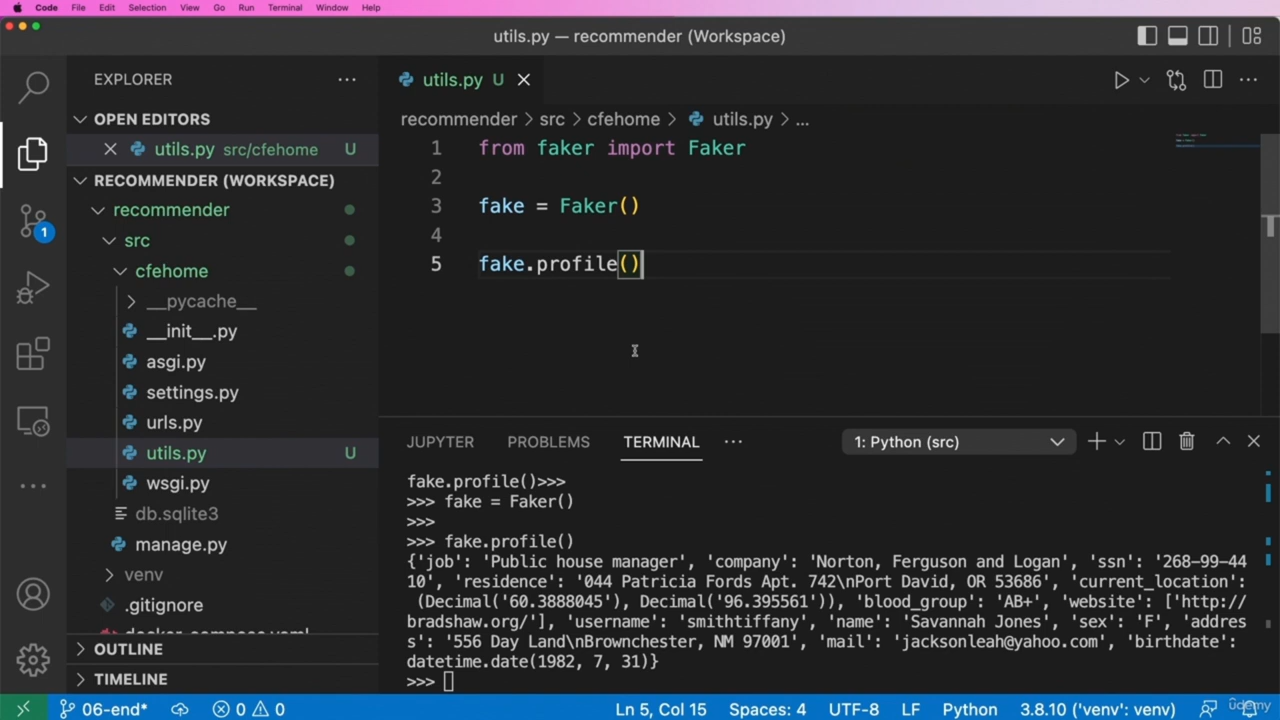 Code File Edit Selection View Go Run Terminal Window Help
utils.py — recommender (Workspace)
EXPLORER
utils.py U
OPEN EDITORS
recommender > src > cfehome > utils.py > ...
utils.py src/cfehome U
1 from faker import Faker
RECOMMENDER (WORKSPACE)
2
recommender
3 fake = Faker()
src
4
cfehome
5 fake.profile()
__pycache__
__init__.py
asgi.py
settings.py
urls.py
utils.py U
wsgi.py
db.sqlite3
manage.py
venv
.gitignore
docker-compose.yaml
OUTLINE
TIMELINE
1
JUPYTER PROBLEMS TERMINAL ... 1: Python (src)
fake.profile()>>>
>>> fake = Faker()
>>>
>>> fake.profile()
{'job': 'Public house manager', 'company': 'Norton, Ferguson and Logan', 'ssn': '268-99-44
10', 'residence': '044 Patricia Fords Apt. 742\nPort David, OR 53686', 'current_location':
(Decimal('60.3888045'), Decimal('96.395561')), 'blood_group': 'AB+', 'website': ['http://
bradshaw.org/'], 'username': 'smithtiffany', 'name': 'Savannah Jones', 'sex': 'F', 'addres
s': '556 Day Land\nBrownchester, NM 97001', 'mail': 'jacksonleah@yahoo.com', 'birthdate':
datetime.date(1982, 7, 31)}
>>>
06-end* 0 0 Ln 5, Col 15 Spaces: 4 UTF-8 LF Python 3.8.10 ('venv': venv)
udemy